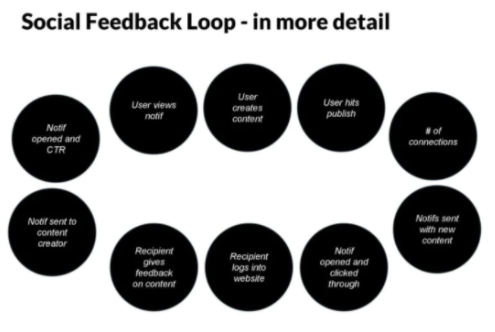 Social Feedback Loop - in more detail
User views
notif
User
creates
content
User hits
publish
# of
connections
Notifs sent
with new
content
Notif
opened and
clicked
through
Recipient
logs into
website
Recipient
gives
feedback
on content
Notif sent to
content
creator
Notif
opened and
CTR